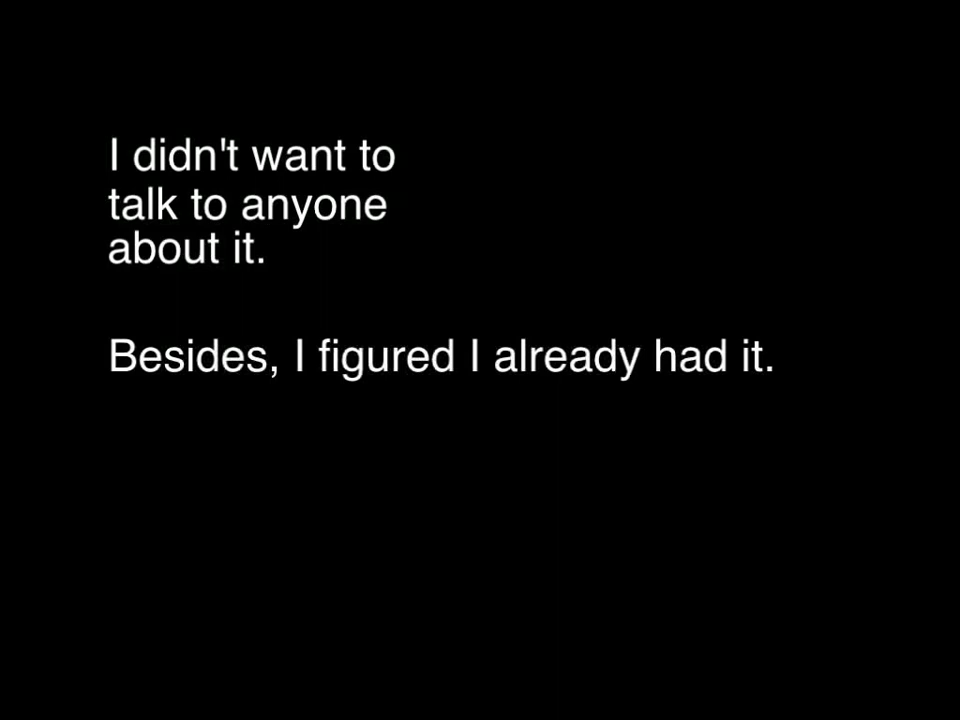 I didn't want to
talk to anyone
about it.
Besides, I figured I already had it.